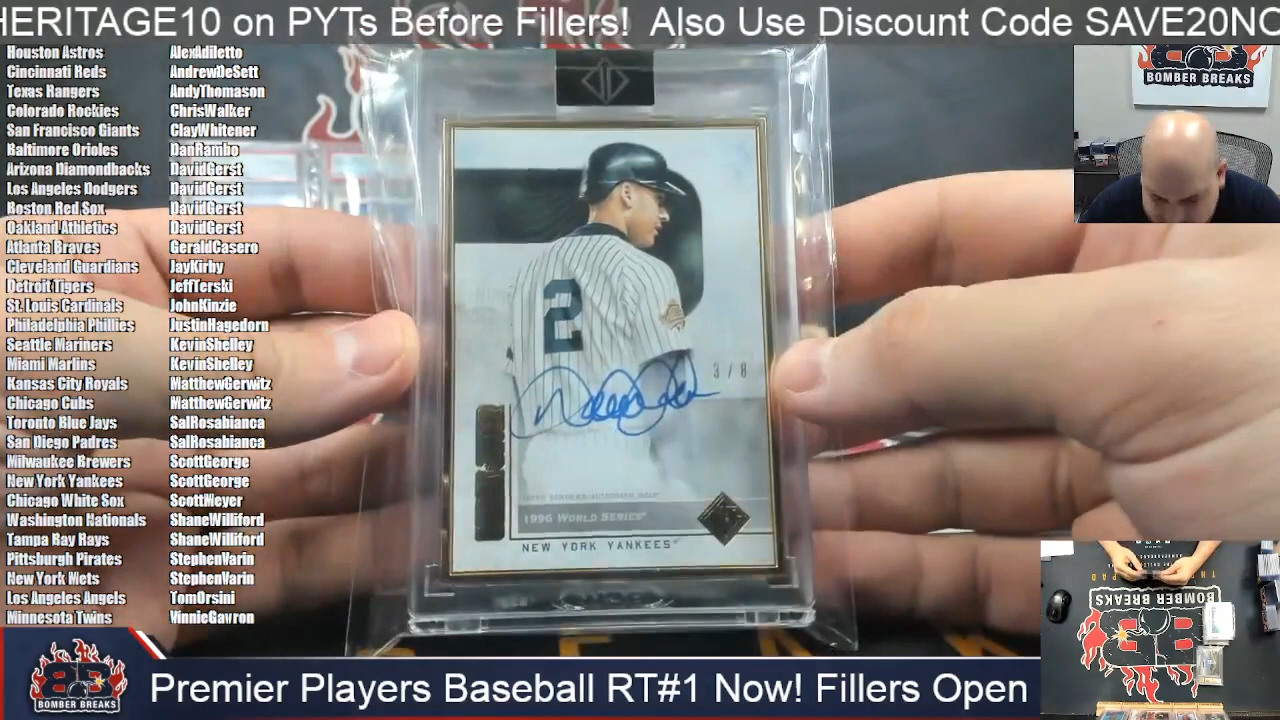 HERITAGE10 on PYTs Before Fillers! Also Use Discount Code SAVE20NO
Houston Astros AlexAdiletto
Cincinnati Reds AndrewDeSett
Texas Rangers AndyThomason
Colorado Rockies ChrisWalker
San Francisco Giants ClayWhitener
Baltimore Orioles DanRambo
Arizona Diamondbacks DavidGerst
Los Angeles Dodgers DavidGerst
Boston Red Sox DavidGerst
Oakland Athletics DavidGerst
Atlanta Braves GeraldCasero
Cleveland Guardians JayKirby
Detroit Tigers JeffTerski
St. Louis Cardinals JohnKinzie
Philadelphia Phillies JustinHagedorn
Seattle Mariners KevinShelley
Miami Marlins KevinShelley
Kansas City Royals MatthewGerwitz
Chicago Cubs MatthewGerwitz
Toronto Blue Jays SalRosabianca
San Diego Padres SalRosabianca
Milwaukee Brewers ScottGeorge
New York Yankees ScottGeorge
Chicago White Sox ScottMeyer
Washington Nationals ShaneWilliford
Tampa Bay Rays ShaneWilliford
Pittsburgh Pirates StephenVarin
New York Mets StephenVarin
Los Angeles Angels TomOrsini
Minnesota Twins VinnieGavron
2
3/8
1996 WORLD SERIES
NEW YORK YANKEES
BOMBER BREAKS
BOMBER BREAKS
BOMBER BREAKS
Premier Players Baseball RT#1 Now! Fillers Open